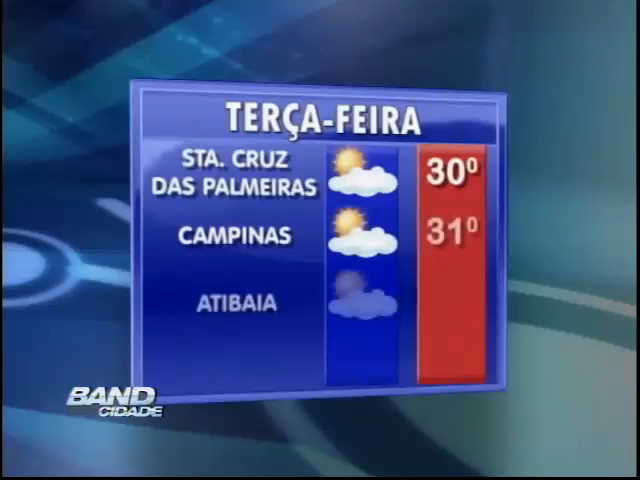 TERÇA-FEIRA
STA. CRUZ
DAS PALMEIRAS
30º
CAMPINAS
31º
ATIBAIA
BAND
CIDADE